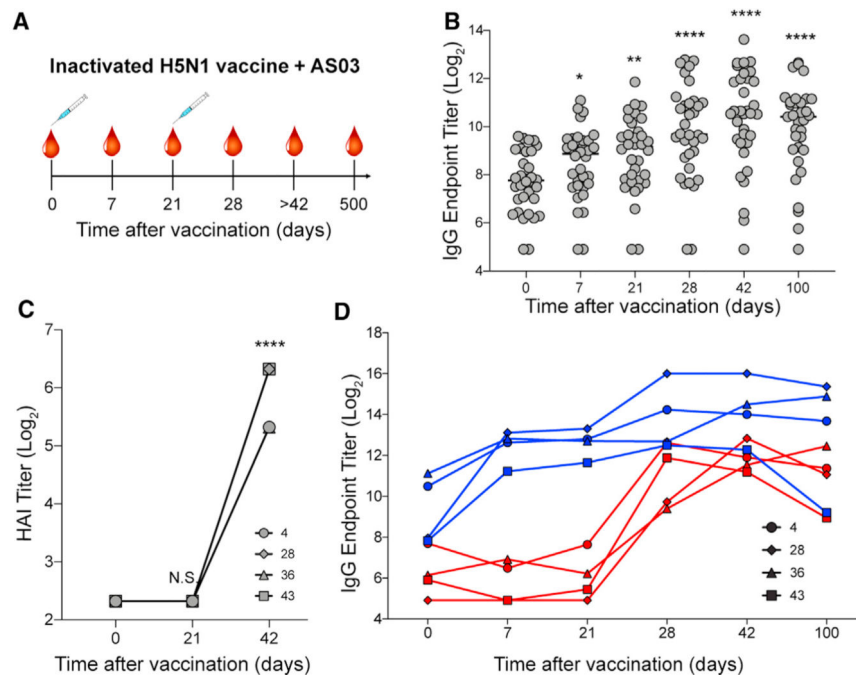 A
Inactivated H5N1 vaccine + AS03
0 7 21 28 >42 500
Time after vaccination (days)
B
IgG Endpoint Titer (Log2)
14
12
10
8
6
4
* ** **** **** ****
0 7 21 28 42 100
Time after vaccination (days)
C
HAI Titer (Log2)
7
6
5
4
3
2
****
N.S.
4
28
36
43
0 21 42
Time after vaccination (days)
D
IgG Endpoint Titer (Log2)
18
16
14
12
10
8
6
4
4
28
36
43
0 7 21 28 42 100
Time after vaccination (days)